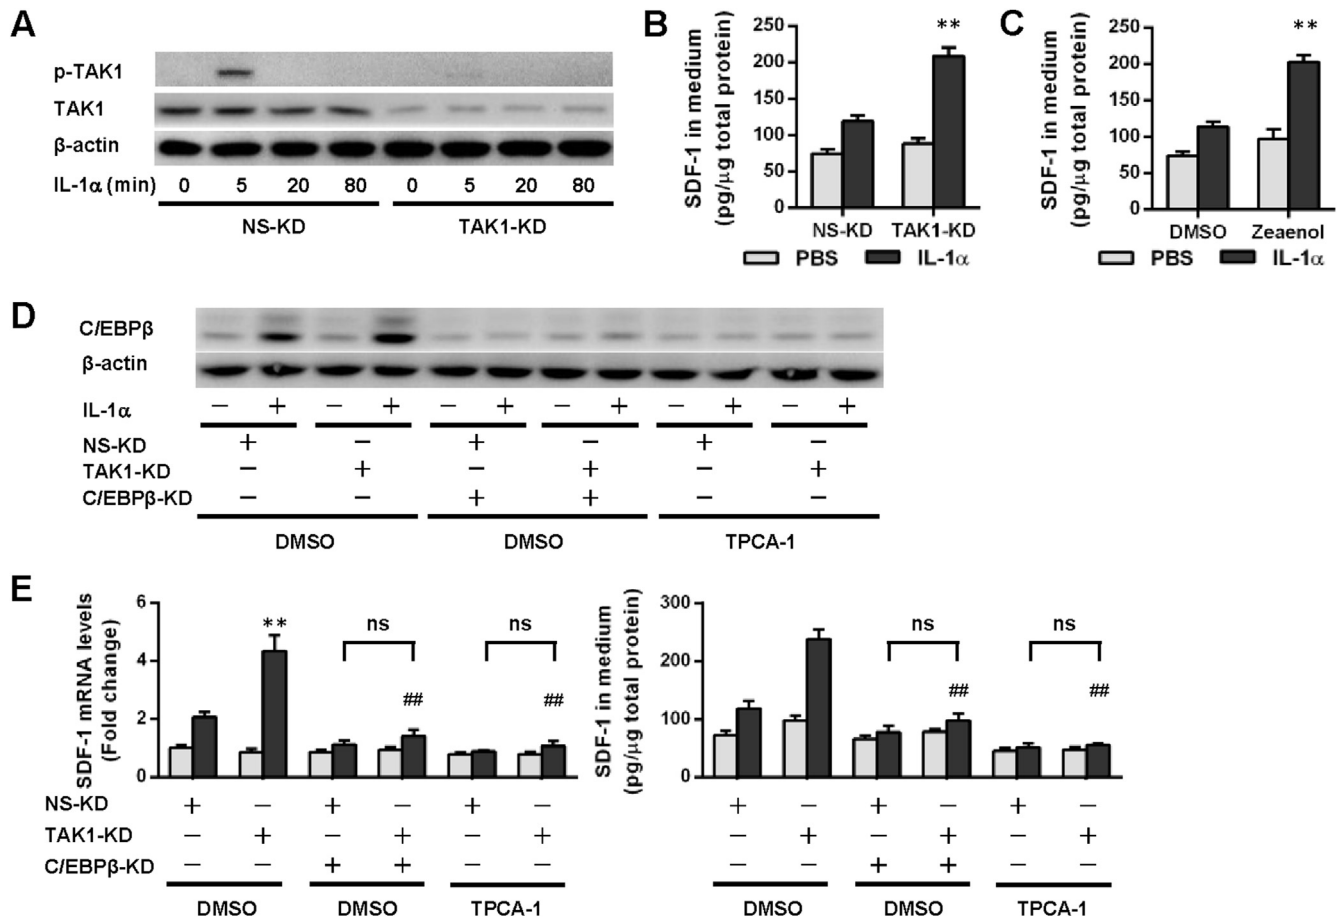 A
p-TAK1
TAK1
β-actin
IL-1α (min) 0 5 20 80 0 5 20 80
NS-KD TAK1-KD
B
SDF-1 in medium
(pg/µg total protein)
250
200
150
100
50
0
**
NS-KD TAK1-KD
PBS IL-1α
C
SDF-1 in medium
(pg/µg total protein)
250
200
150
100
50
0
**
DMSO Zeaenol
PBS IL-1α
D
C/EBPβ
β-actin
IL-1α − + − + − + − + − + − +
NS-KD + − + − + −
TAK1-KD − + − + − +
C/EBPβ-KD − − + + − −
DMSO DMSO TPCA-1
E
SDF-1 mRNA levels
(Fold change)
6
4
2
0
**
ns ns
## ##
NS-KD + − + − + −
TAK1-KD − + − + − +
C/EBPβ-KD − − + + − −
DMSO DMSO TPCA-1
SDF-1 in medium
(pg/µg total protein)
300
200
100
0
ns ns
## ##
+ − + − + −
− + − + − +
− − + + − −
DMSO DMSO TPCA-1